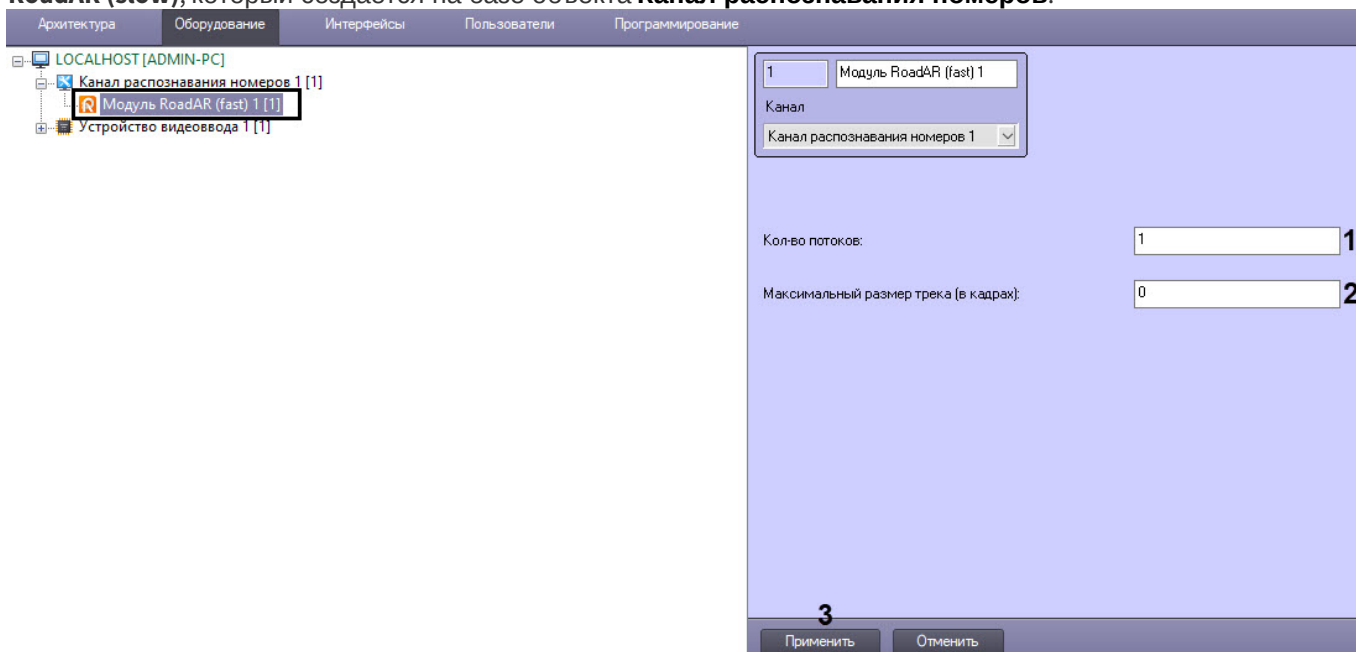 RoadAR (slow), который создается на базе объекта Канал распознавания номеров.
Архитектура Оборудование Интерфейсы Пользователи Программирование
LOCALHOST [ADMIN-PC]
Канал распознавания номеров 1 [1]
Модуль RoadAR (fast) 1 [1]
Устройство видеоввода 1 [1]
1 Модуль RoadAR (fast) 1
Канал
Канал распознавания номеров 1
Кол-во потоков: 1 1
Максимальный размер трека (в кадрах): 0 2
3
Применить Отменить